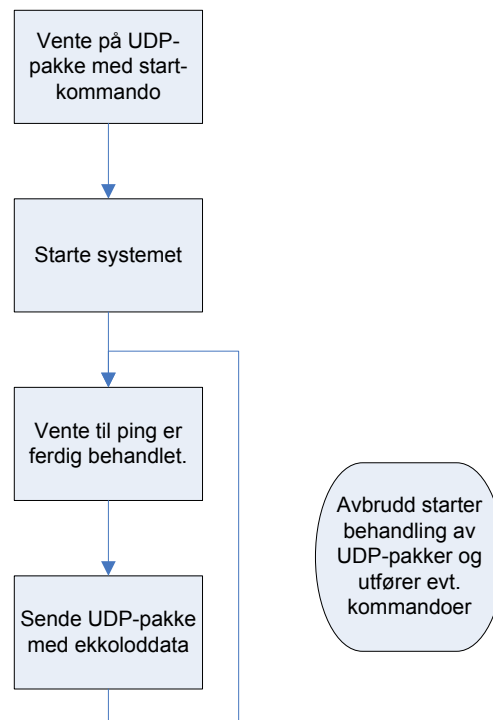 Vente på UDP-
pakke med start-
kommando
Starte systemet
Vente til ping er
ferdig behandlet.
Avbrudd starter
behandling av
UDP-pakker og
utfører evt.
kommandoer
Sende UDP-pakke
med ekkoloddata